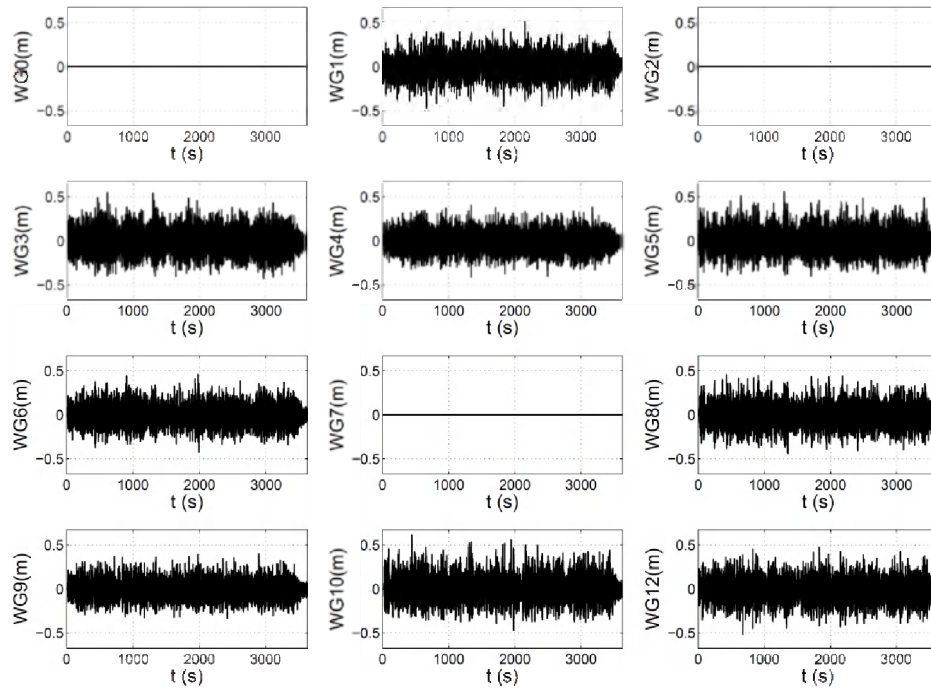 WG0(m) 0.5 0 −0.5 0 1000 2000 3000 t (s)
WG1(m) 0.5 0 −0.5 0 1000 2000 3000 t (s)
WG2(m) 0.5 0 −0.5 0 1000 2000 3000 t (s)
WG3(m) 0.5 0 −0.5 0 1000 2000 3000 t (s)
WG4(m) 0.5 0 −0.5 0 1000 2000 3000 t (s)
WG5(m) 0.5 0 −0.5 0 1000 2000 3000 t (s)
WG6(m) 0.5 0 −0.5 0 1000 2000 3000 t (s)
WG7(m) 0.5 0 −0.5 0 1000 2000 3000 t (s)
WG8(m) 0.5 0 −0.5 0 1000 2000 3000 t (s)
WG9(m) 0.5 0 −0.5 0 1000 2000 3000 t (s)
WG10(m) 0.5 0 −0.5 0 1000 2000 3000 t (s)
WG12(m) 0.5 0 −0.5 0 1000 2000 3000 t (s)